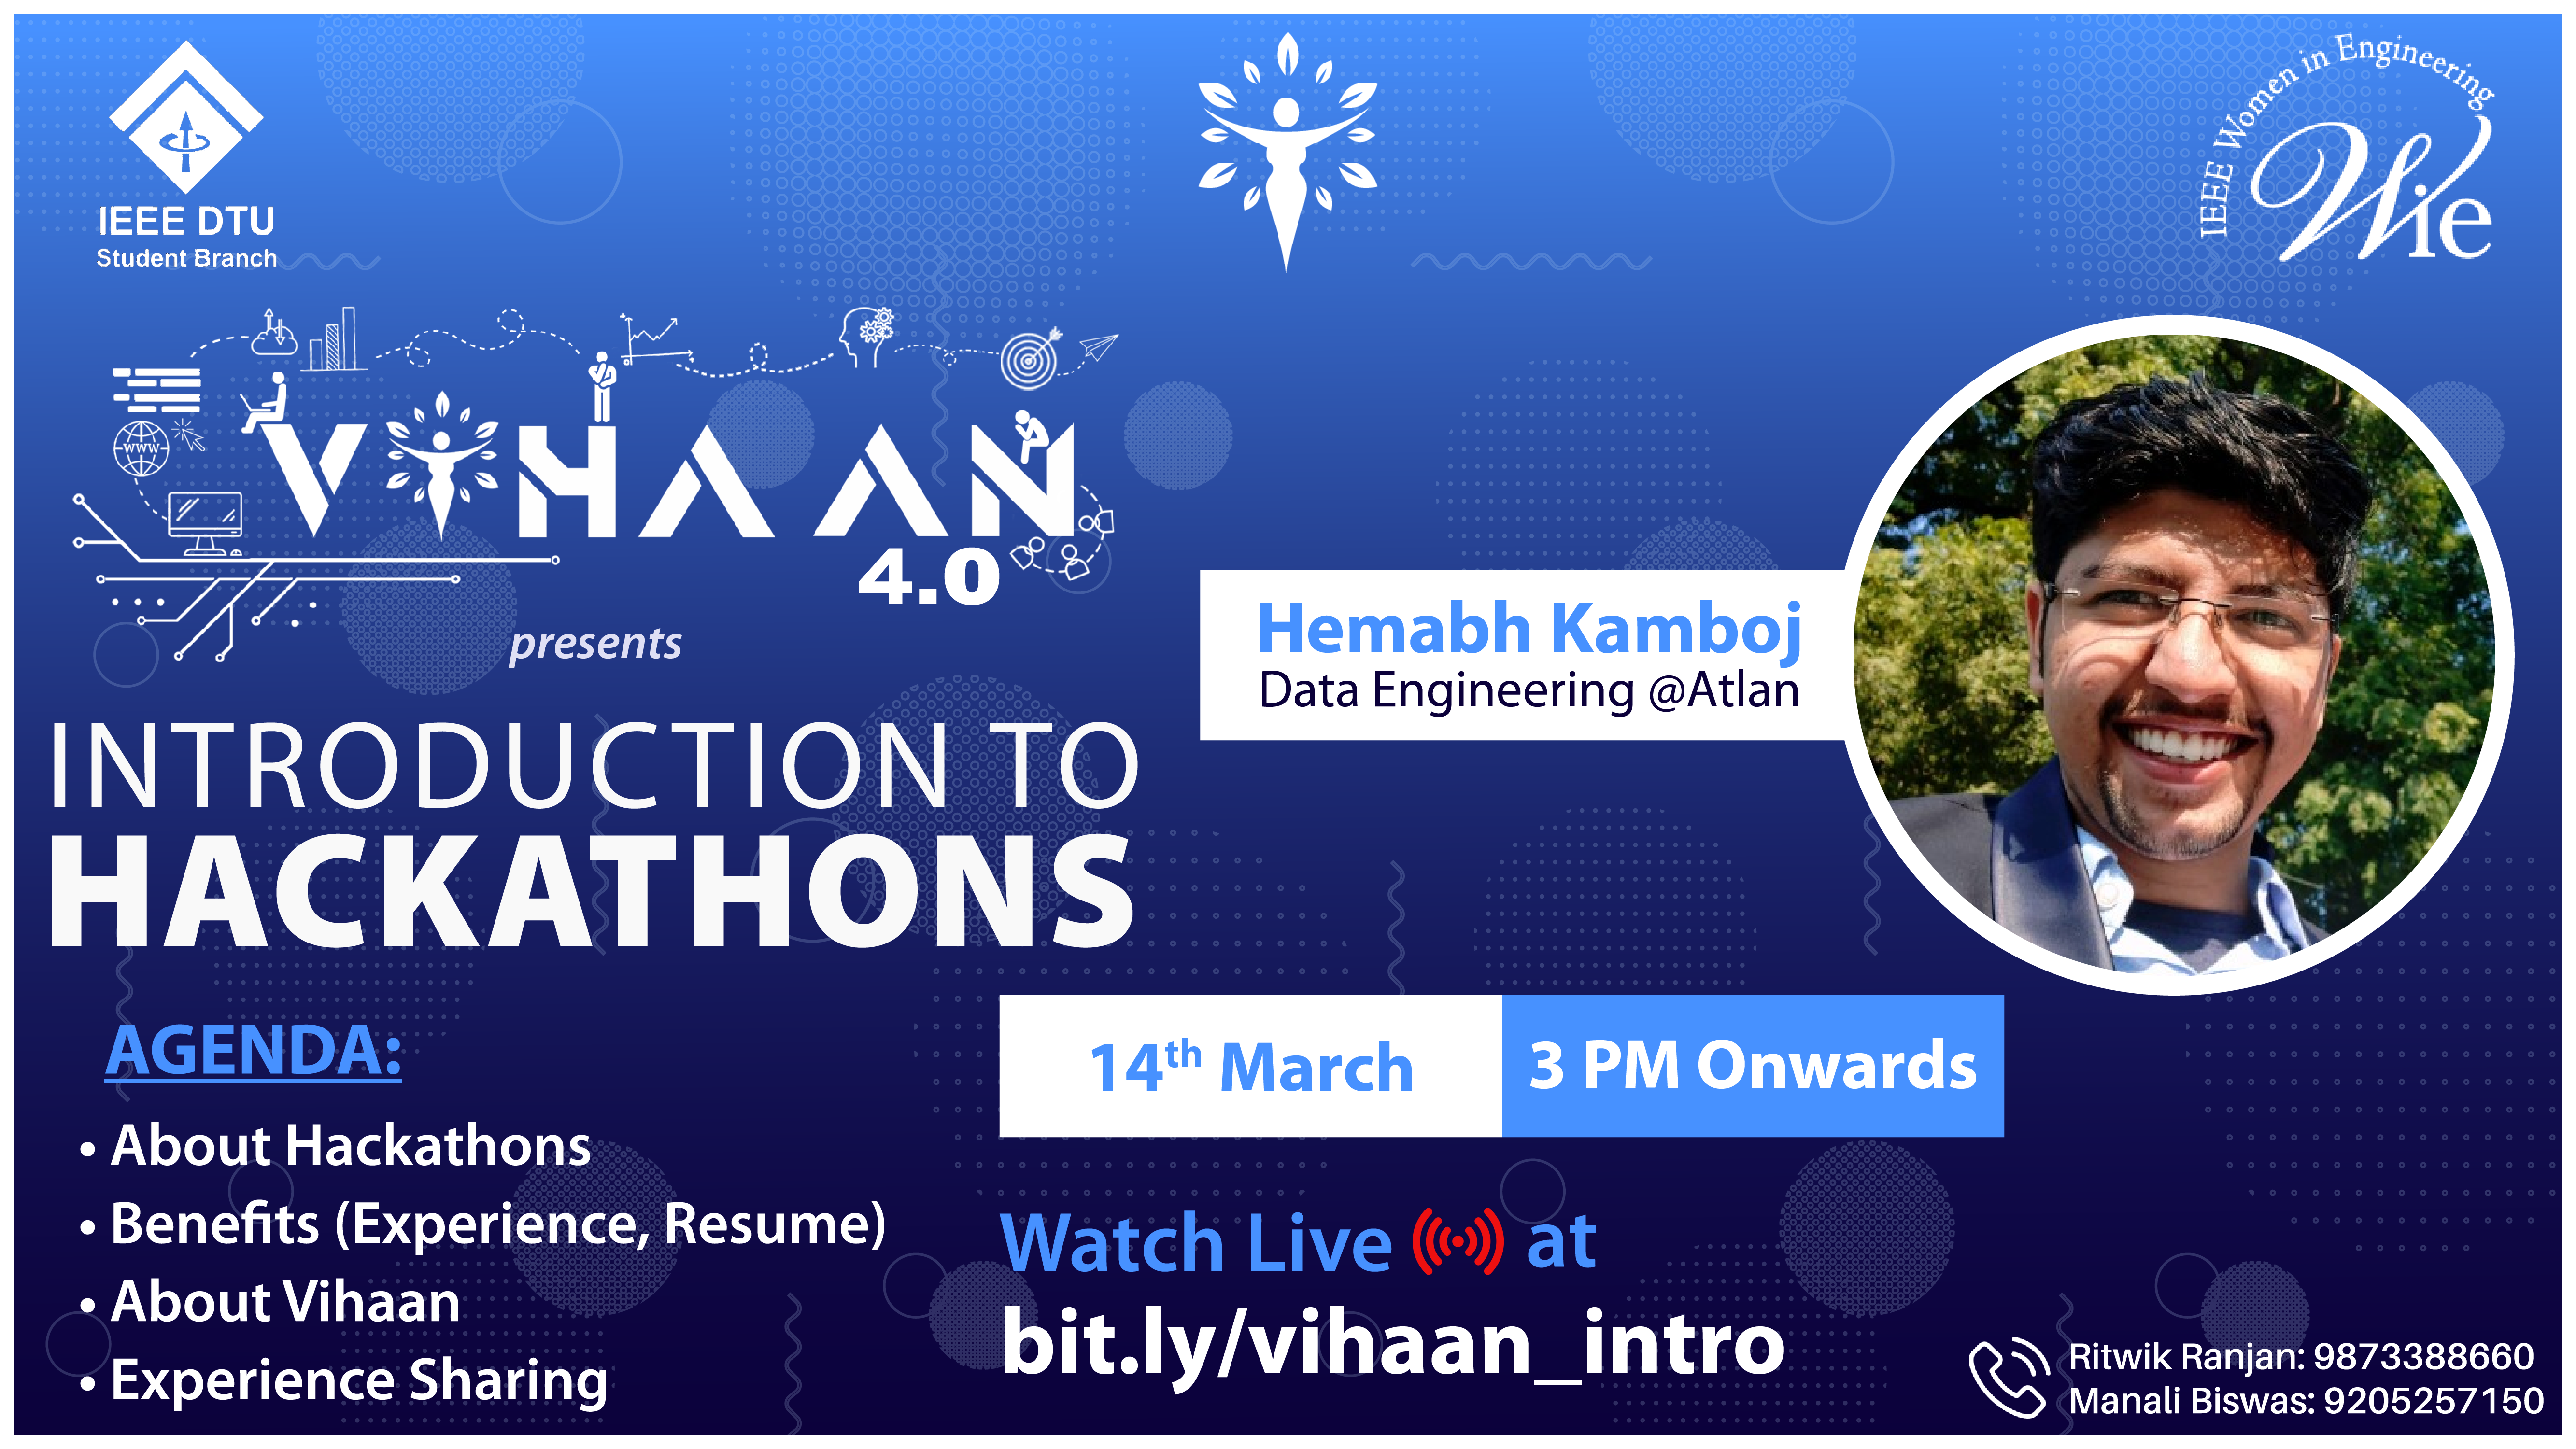 IEEE DTU
Student Branch
IEEE Women in Engineering
WIE
WWW
VIHAAN
4.0
presents
INTRODUCTION TO
HACKATHONS
Hemabh Kamboj
Data Engineering @Atlan
AGENDA:
• About Hackathons
• Benefits (Experience, Resume)
• About Vihaan
• Experience Sharing
14th March
3 PM Onwards
Watch Live at
bit.ly/vihaan_intro
Ritwik Ranjan: 9873388660
Manali Biswas: 9205257150